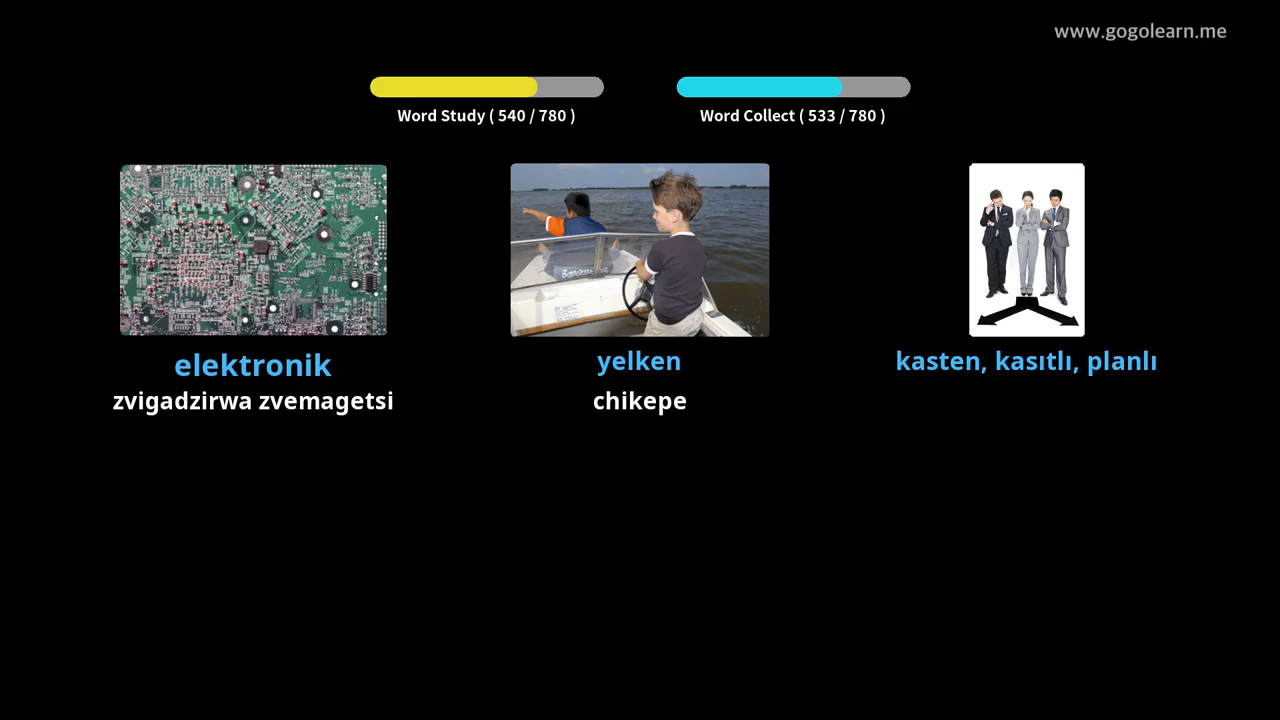 www.gogolearn.me
Word Study ( 540 / 780 )
Word Collect ( 533 / 780 )
elektronik
zvigadzirwa zvemagetsi
yelken
chikepe
kasten, kasıtlı, planlı